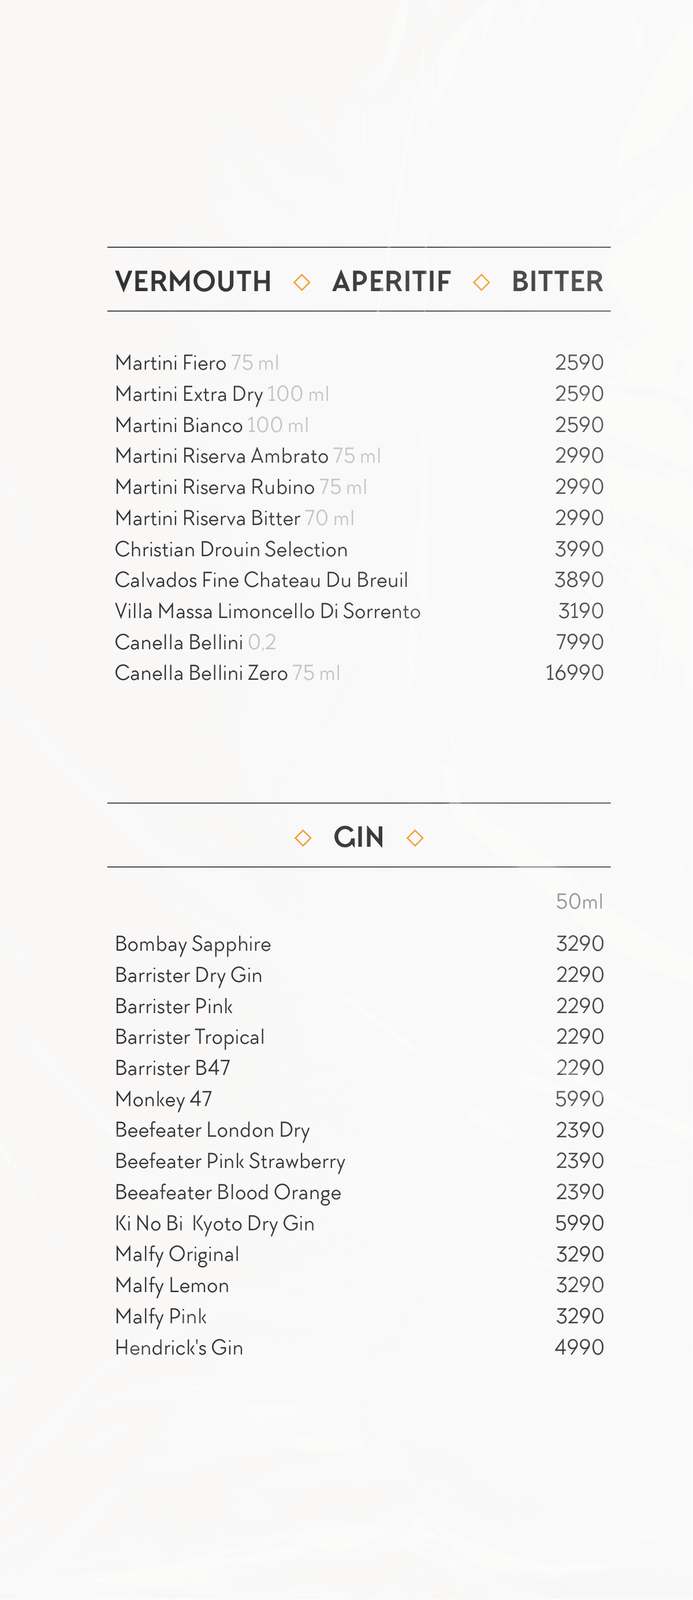 VERMOUTH ◇ APERITIF ◇ BITTER
Martini Fiero 75 ml 2590
Martini Extra Dry 100 ml 2590
Martini Bianco 100 ml 2590
Martini Riserva Ambrato 75 ml 2990
Martini Riserva Rubino 75 ml 2990
Martini Riserva Bitter 70 ml 2990
Christian Drouin Selection 3990
Calvados Fine Chateau Du Breuil 3890
Villa Massa Limoncello Di Sorrento 3190
Canella Bellini 0.2 7990
Canella Bellini Zero 75 ml 16990
◇ GIN ◇
50ml
Bombay Sapphire 3290
Barrister Dry Gin 2290
Barrister Pink 2290
Barrister Tropical 2290
Barrister B47 2290
Monkey 47 5990
Beefeater London Dry 2390
Beefeater Pink Strawberry 2390
Beeafeater Blood Orange 2390
Ki No Bi Kyoto Dry Gin 5990
Malfy Original 3290
Malfy Lemon 3290
Malfy Pink 3290
Hendrick's Gin 4990